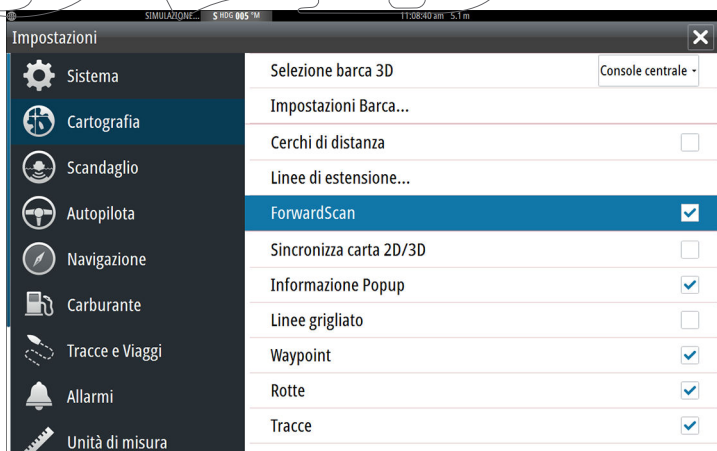 SIMULAZIONE... S HDG 005 °M 11:08:40 am 5.1 m
Impostazioni
Sistema
Cartografia
Scandaglio
Autopilota
Navigazione
Carburante
Tracce e Viaggi
Allarmi
Unità di misura
Selezione barca 3D Console centrale
Impostazioni Barca...
Cerchi di distanza
Linee di estensione...
ForwardScan
Sincronizza carta 2D/3D
Informazione Popup
Linee grigliato
Waypoint
Rotte
Tracce